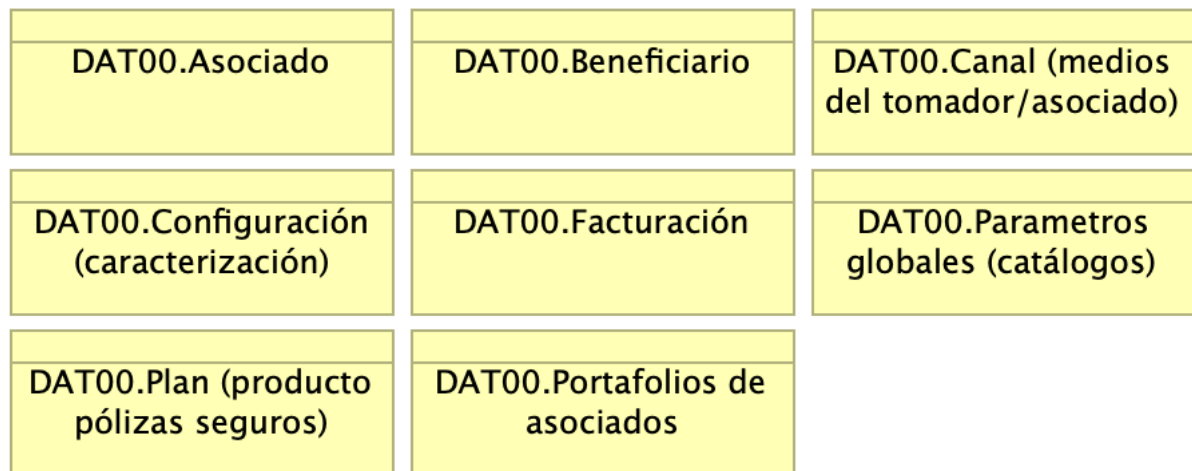 DAT00.Asociado
DAT00.Beneficiario
DAT00.Canal (medios
del tomador/asociado)
DAT00.Configuración
(caracterización)
DAT00.Facturación
DAT00.Parametros
globales (catálogos)
DAT00.Plan (producto
pólizas seguros)
DAT00.Portafolios de
asociados